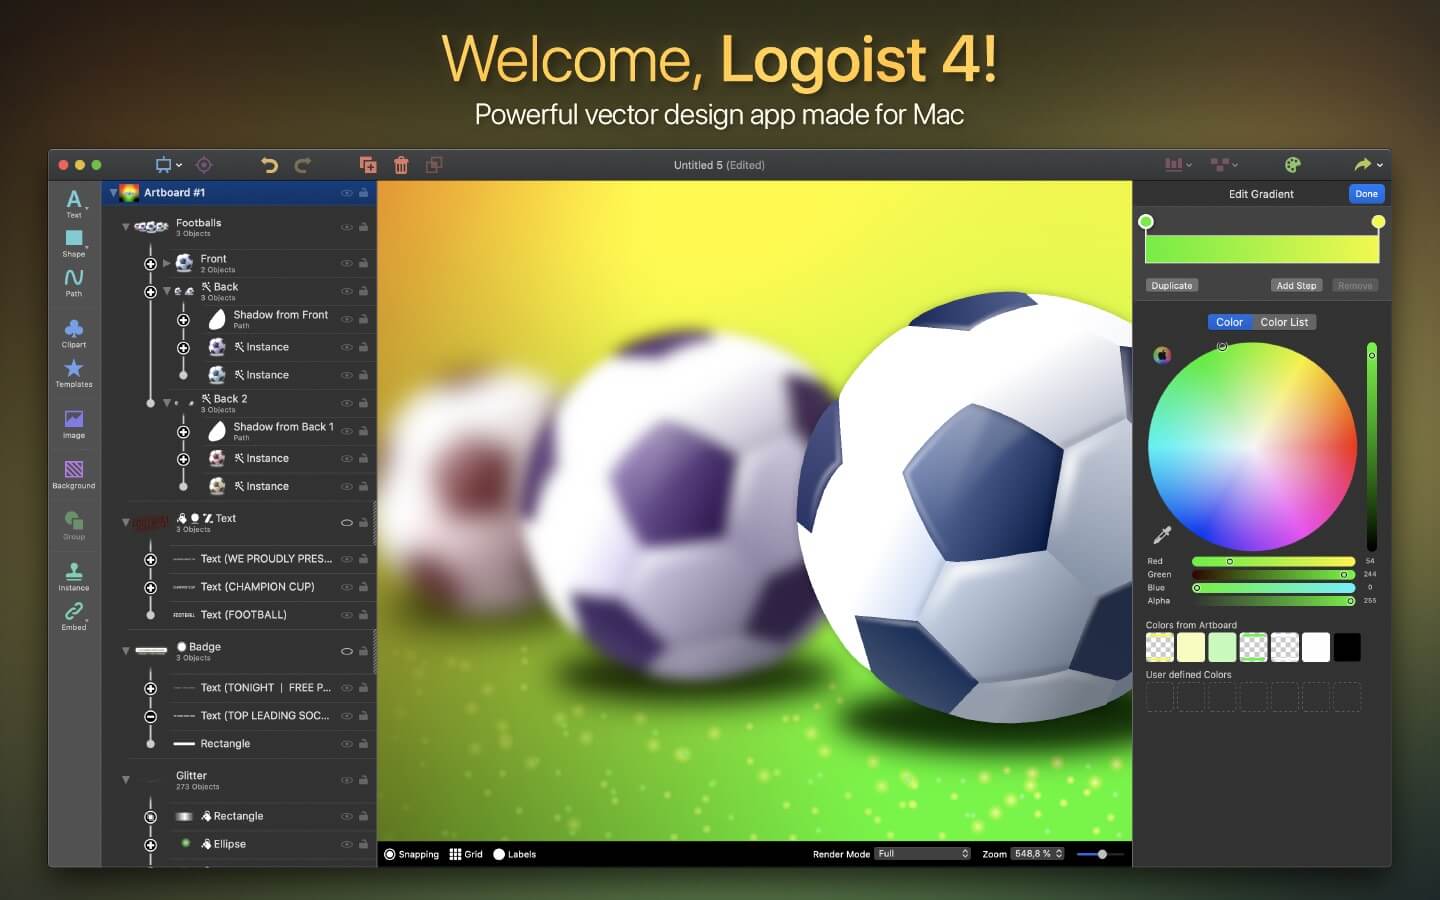 Welcome, Logoist 4!
Powerful vector design app made for Mac
Untitled 5 (Edited)
Text
Shape
Path
Clipart
Templates
Image
Background
Group
Instance
Embed
Artboard #1
Footballs
3 Objects
Front
2 Objects
Back
3 Objects
Shadow from Front
Path
Instance
Instance
Back 2
3 Objects
Shadow from Back 1
Path
Instance
Instance
Text
3 Objects
Text (WE PROUDLY PRES...
Text (CHAMPION CUP)
FOOTBALL Text (FOOTBALL)
Badge
3 Objects
Text (TONIGHT | FREE P...
Text (TOP LEADING SOC...
Rectangle
Glitter
273 Objects
Rectangle
Ellipse
Snapping Grid Labels
Render Mode Full Zoom 548,8 %
Edit Gradient Done
Duplicate Add Step Remove
Color Color List
Red 54
Green 244
Blue 0
Alpha 255
Colors from Artboard
User defined Colors